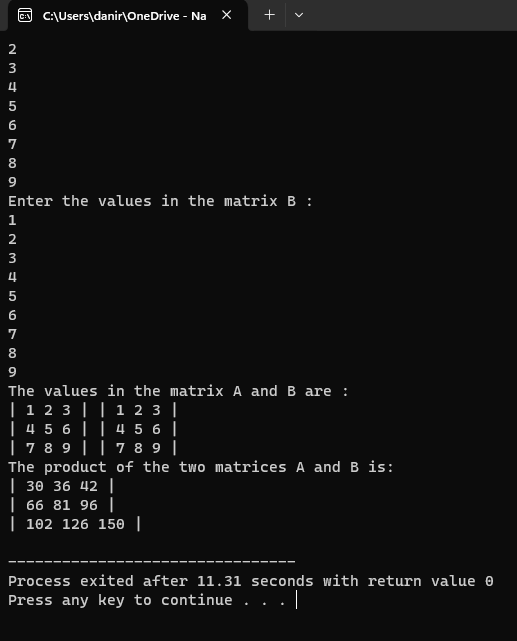 C:\Users\danir\OneDrive - Na
2
3
4
5
6
7
8
9
Enter the values in the matrix B :
1
2
3
4
5
6
7
8
9
The values in the matrix A and B are :
| 1 2 3 | | 1 2 3 |
| 4 5 6 | | 4 5 6 |
| 7 8 9 | | 7 8 9 |
The product of the two matrices A and B is:
| 30 36 42 |
| 66 81 96 |
| 102 126 150 |
--------------------------------
Process exited after 11.31 seconds with return value 0
Press any key to continue . . .